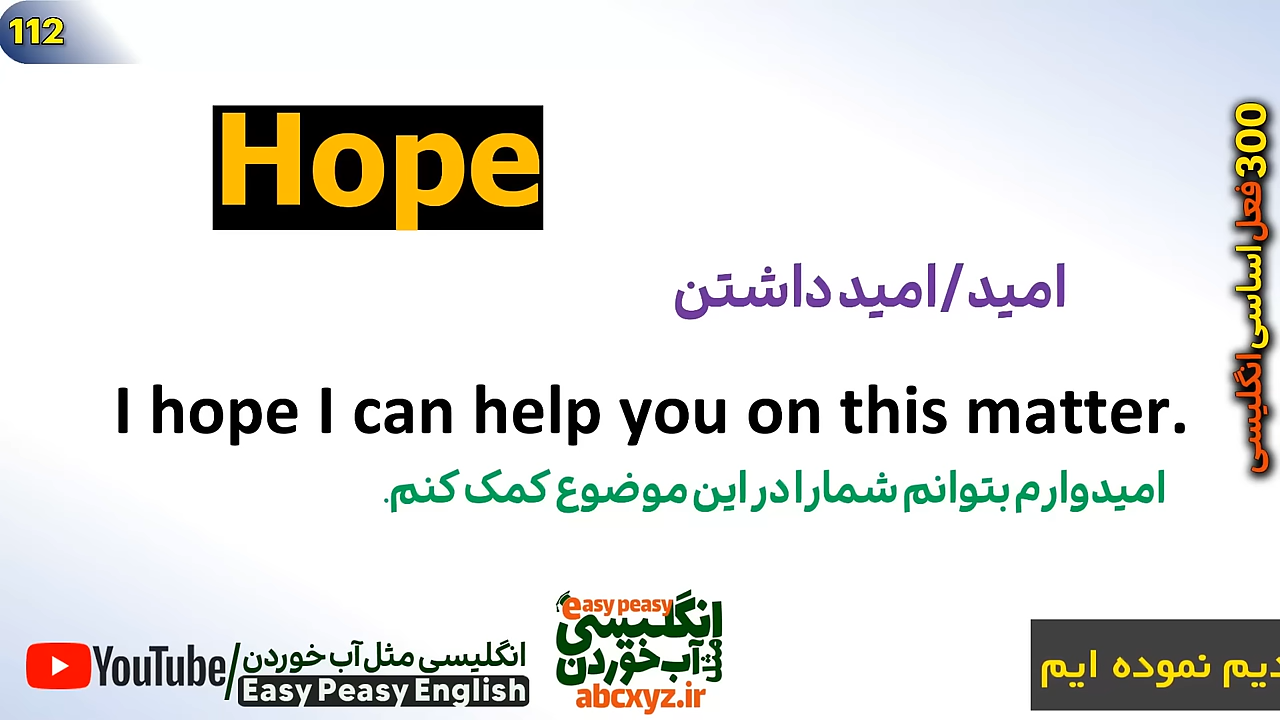 112
Hope
300 فعل اساسی انگلیسی
امید/امید داشتن
I hope I can help you on this matter.
امیدوارم بتوانم شما را در این موضوع کمک کنم.
easy peasy
انگلیسی
مثل
آب خوردن
abcxyz.ir
YouTube/انگلیسی مثل آب خوردن
Easy Peasy English
نموده ایم